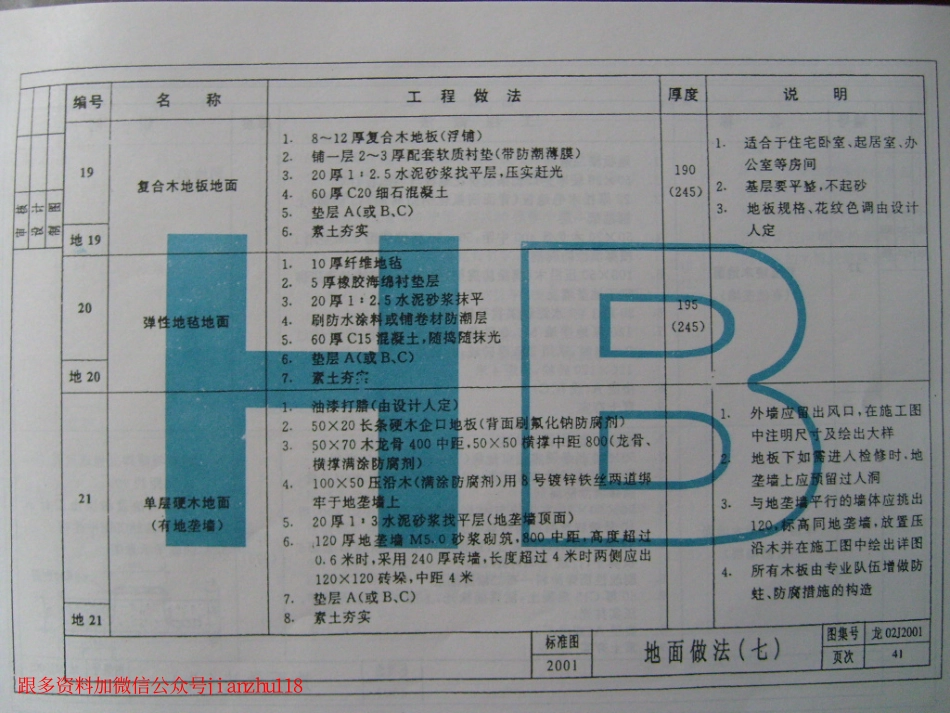 编号 名 称 工 程 做 法 厚度 说 明
19
地19
复合木地板地面
1. 8～12厚复合木地板(浮铺)
2. 铺一层2～3厚配套软质衬垫(带防潮薄膜)
3. 20厚1：2.5水泥砂浆找平层,压实赶光
4. 60厚C20细石混凝土
5. 垫层A(或B、C)
6. 素土夯实
190
(245)
1. 适合于住宅卧室、起居室、办
公室等房间
2. 基层要平整,不起砂
3. 地板规格、花纹色调由设计
人定
20
地20
弹性地毡地面
1. 10厚纤维地毡
2. 5厚橡胶海绵衬垫层
3. 20厚1：2.5水泥砂浆抹平
4. 刷防水涂料或铺卷材防潮层
5. 60厚C15混凝土,随捣随抹光
6. 垫层A(或B、C)
7. 素土夯实
195
(245)
21
地21
单层硬木地面
(有地垄墙)
1. 油漆打腊(由设计人定)
2. 50×20长条硬木企口地板(背面刷氟化钠防腐剂)
3. 50×70木龙骨400中距,50×50横撑中距800(龙骨、
横撑满涂防腐剂)
4. 100×50压沿木(满涂防腐剂)用8号镀锌铁丝两道绑
牢于地垄墙上
5. 20厚1：3水泥砂浆找平层(地垄墙顶面)
6. 120厚地垄墙M5.0砂浆砌筑,800中距,高度超过
0.6米时,采用240厚砖墙,长度超过4米时两侧应出
120×120砖垛,中距4米
7. 垫层A(或B、C)
8. 素土夯实
1. 外墙应留出风口,在施工图
中注明尺寸及绘出大样
2. 地板下如需进人检修时,地
垄墙上应预留过人洞
3. 与地垄墙平行的墙体应挑出
120,标高同地垄墙,放置压
沿木并在施工图中绘出详图
4. 所有木板由专业队伍增做防
蛀、防腐措施的构造
审核
设计
制图
标准图
2001
地面做法(七)
图集号 龙02J2001
页次 41
HB
跟多资料加微信公众号jianzhu118